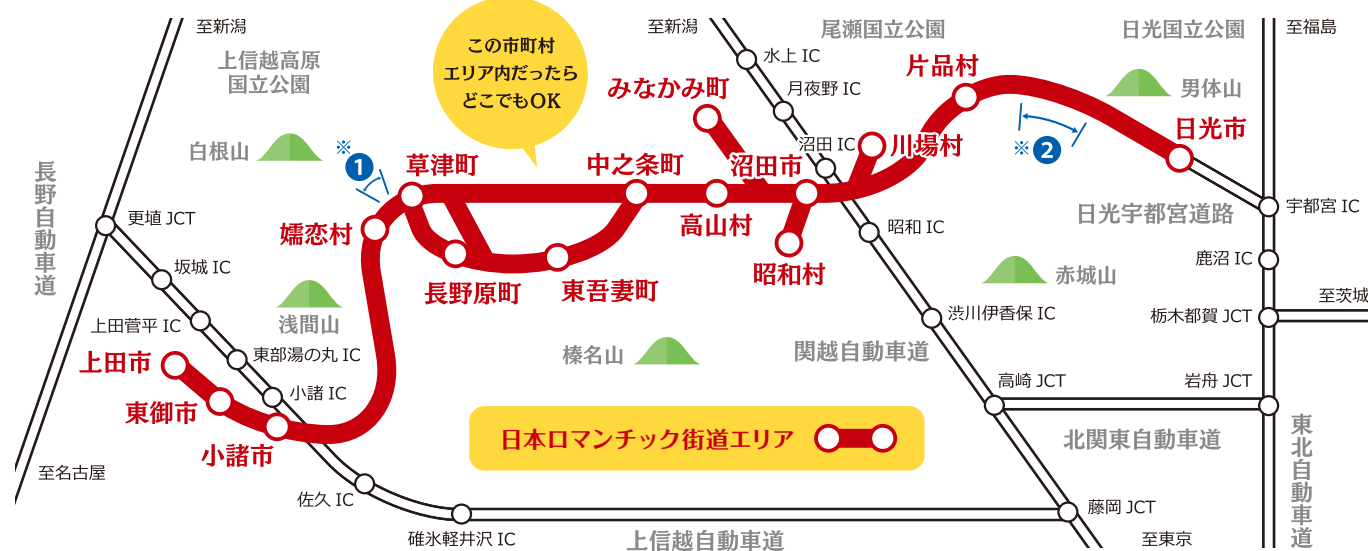 至新潟
至新潟
尾瀬国立公園
日光国立公園
至福島
上信越高原
国立公園
この市町村
エリア内だったら
どこでもOK
水上 IC
片品村
みなかみ町
月夜野 IC
男体山
日光市
白根山
※
1
草津町
中之条町
沼田市
沼田 IC
川場村
※ 2
長野自動車道
更埴 JCT
嬬恋村
高山村
昭和 IC
日光宇都宮道路
宇都宮 IC
坂城 IC
長野原町
東吾妻町
昭和村
赤城山
鹿沼 IC
至茨城
上田菅平 IC
浅間山
渋川伊香保 IC
栃木都賀 JCT
上田市
東部湯の丸 IC
榛名山
関越自動車道
東御市
小諸 IC
高崎 JCT
岩舟 JCT
小諸市
日本ロマンチック街道エリア
北関東自動車道
東北自動車道
至名古屋
佐久 IC
碓氷軽井沢 IC
上信越自動車道
藤岡 JCT
至東京